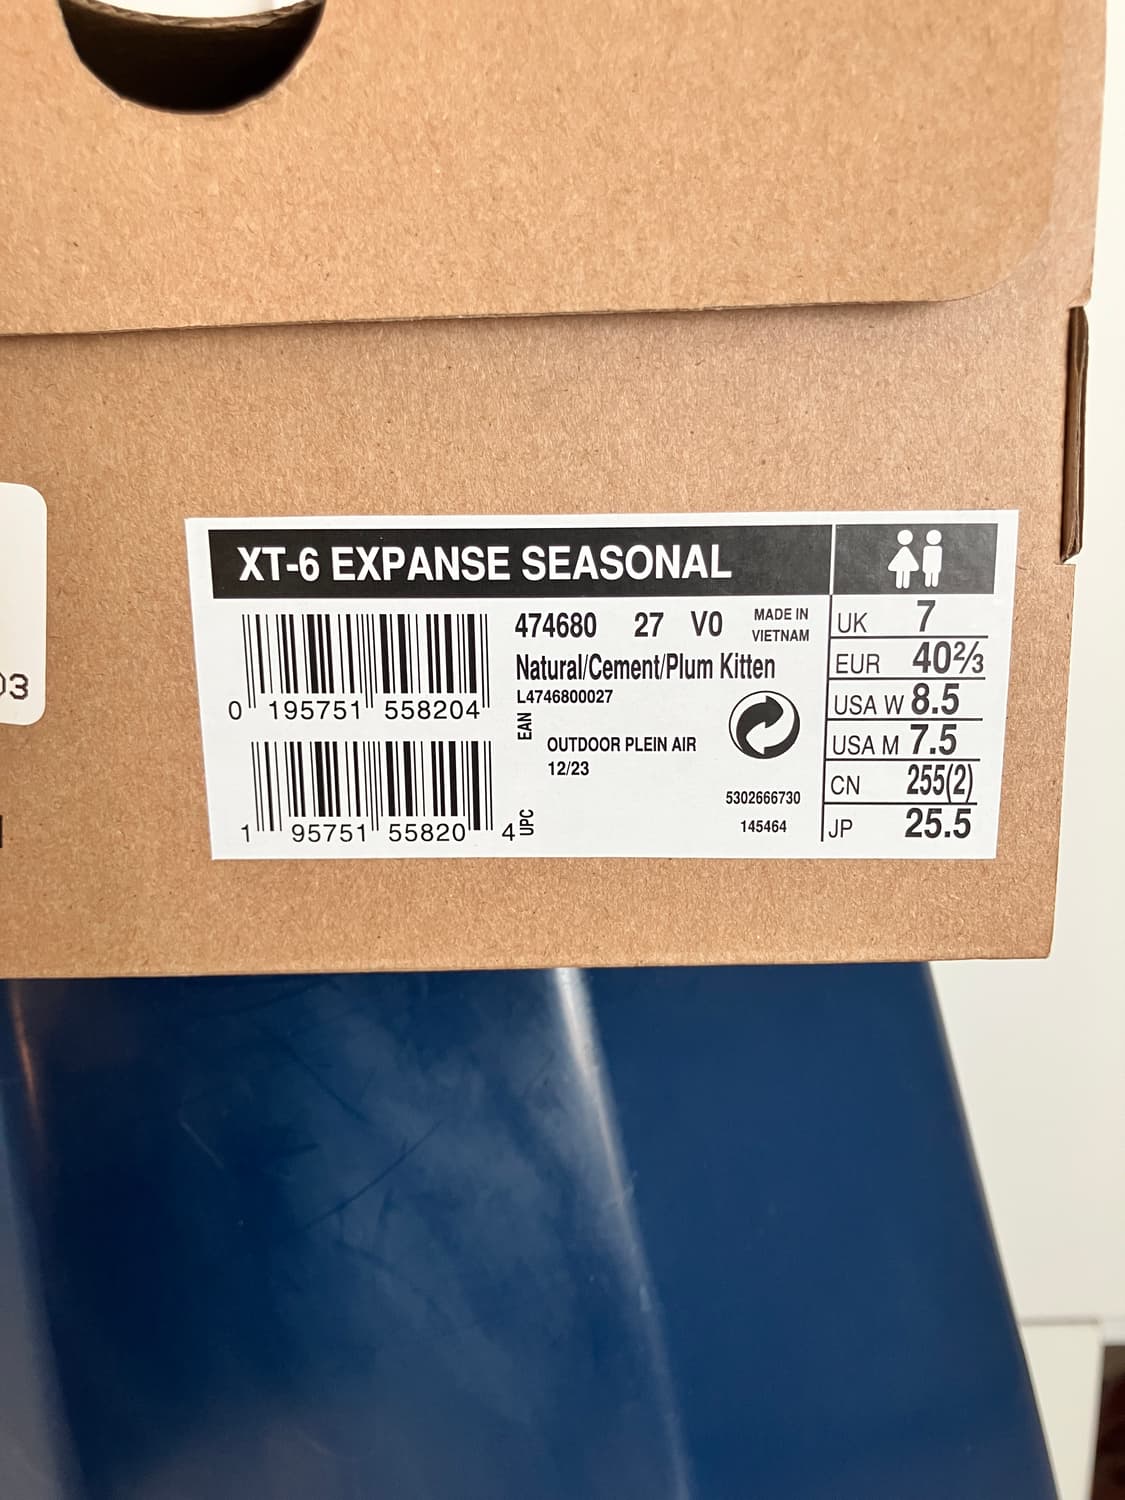 03
XT-6 EXPANSE SEASONAL
474680 27 V0
MADE IN
VIETNAM
Natural/Cement/Plum Kitten
L4746800027
0 195751 558204
EAN
OUTDOOR PLEIN AIR
12/23
5302666730
145464
1 95751 55820 4
UPC
UK 7
EUR 40⅔
USA W 8.5
USA M 7.5
CN 255(2)
JP 25.5